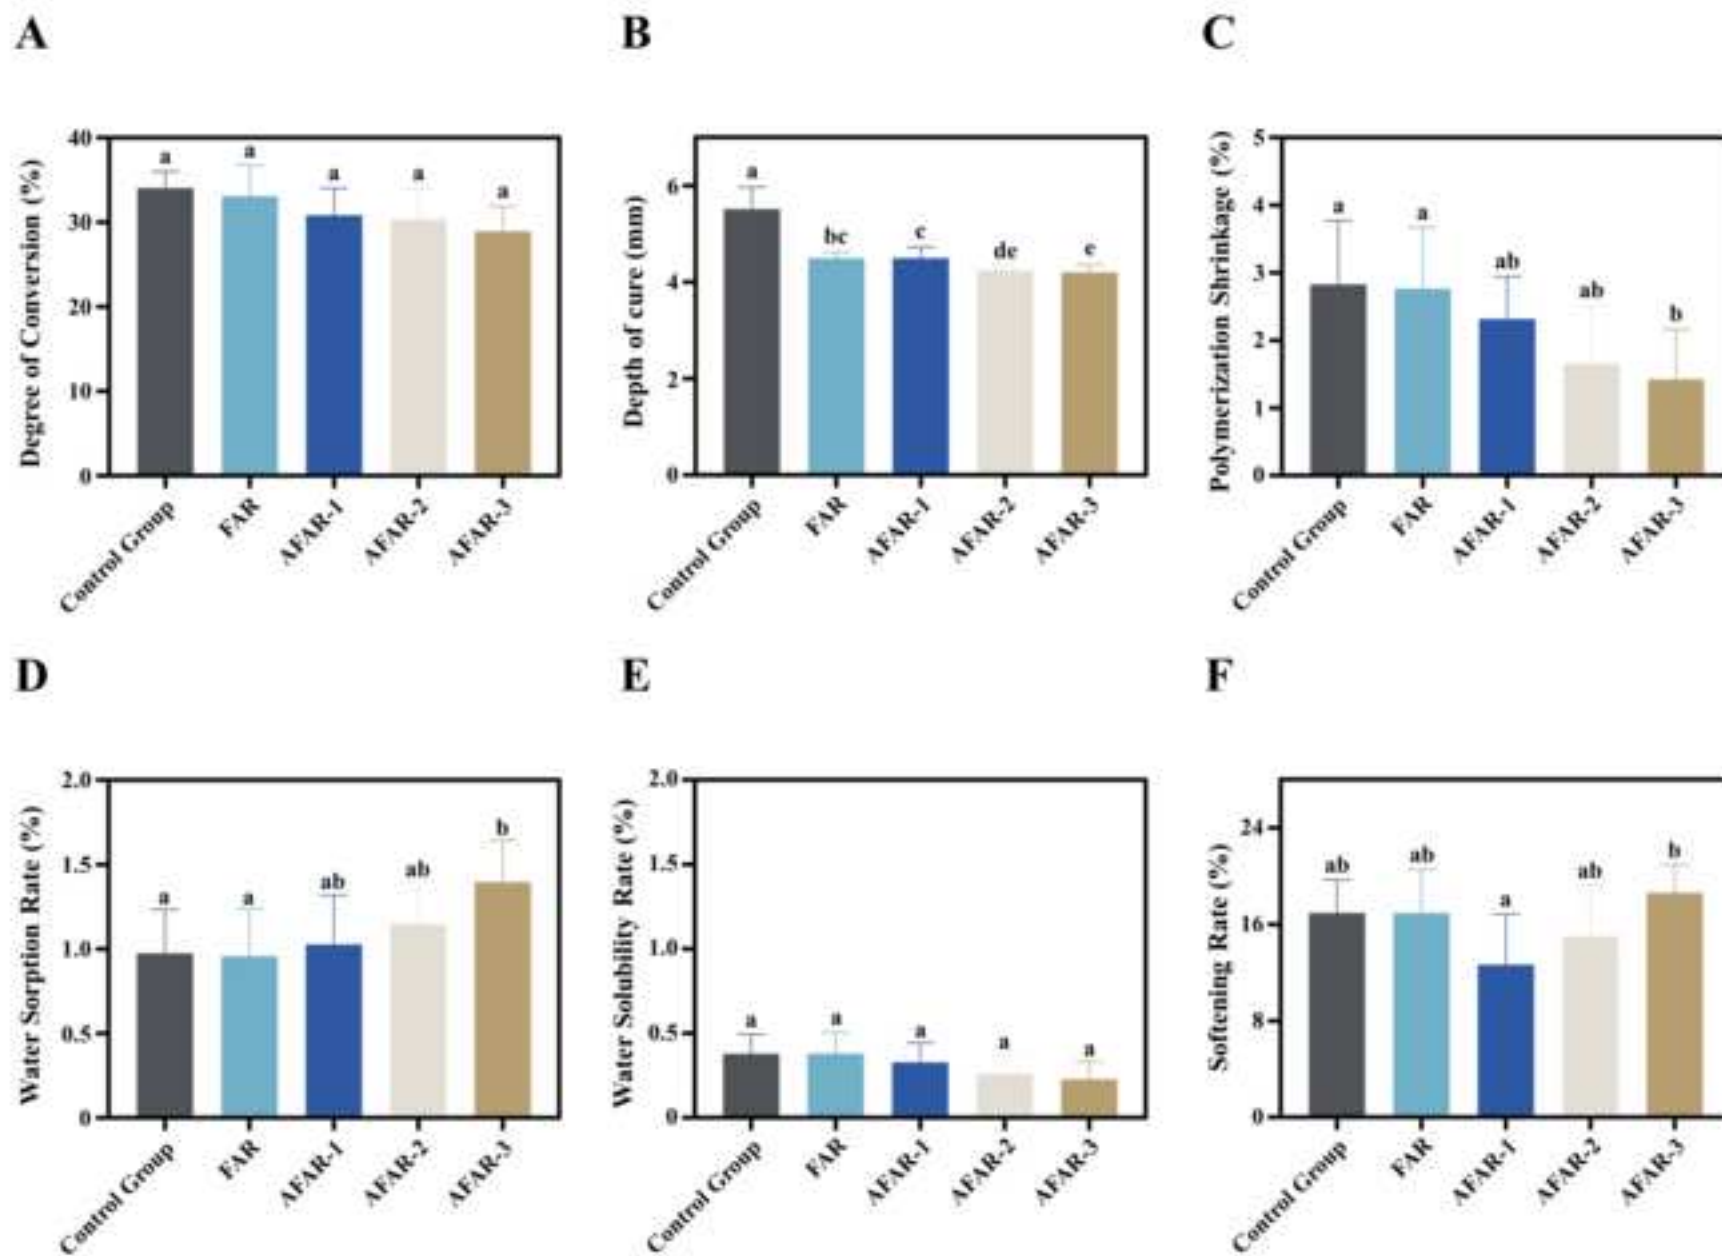 A
Degree of Conversion (%)
40
30
20
10
0
a
a
a
a
a
Control Group
FAR
AFAR-1
AFAR-2
AFAR-3
B
Depth of cure (mm)
6
4
2
0
a
bc
c
de
e
Control Group
FAR
AFAR-1
AFAR-2
AFAR-3
C
Polymerization Shrinkage (%)
5
4
3
2
1
0
a
a
ab
ab
b
Control Group
FAR
AFAR-1
AFAR-2
AFAR-3
D
Water Sorption Rate (%)
2.0
1.5
1.0
0.5
0
a
a
ab
ab
b
Control Group
FAR
AFAR-1
AFAR-2
AFAR-3
E
Water Solubility Rate (%)
2.0
1.5
1.0
0.5
0
a
a
a
a
a
Control Group
FAR
AFAR-1
AFAR-2
AFAR-3
F
Softening Rate (%)
24
16
8
0
ab
ab
a
ab
b
Control Group
FAR
AFAR-1
AFAR-2
AFAR-3